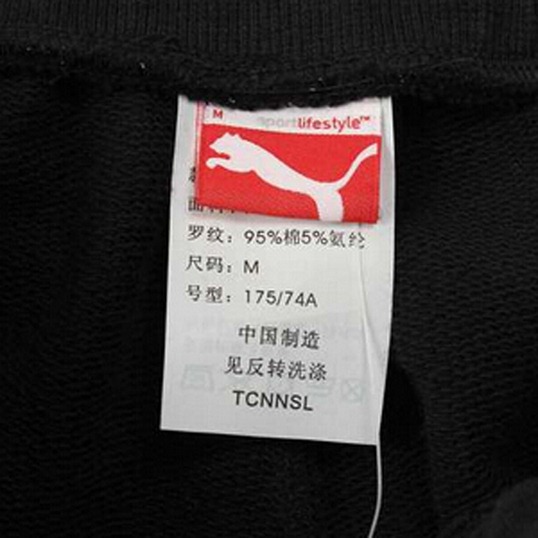 M
sportlifestyle™
罗纹：95%棉5%氨纶
尺码：M
号型：175/74A
中国制造
见反转洗涤
TCNNSL